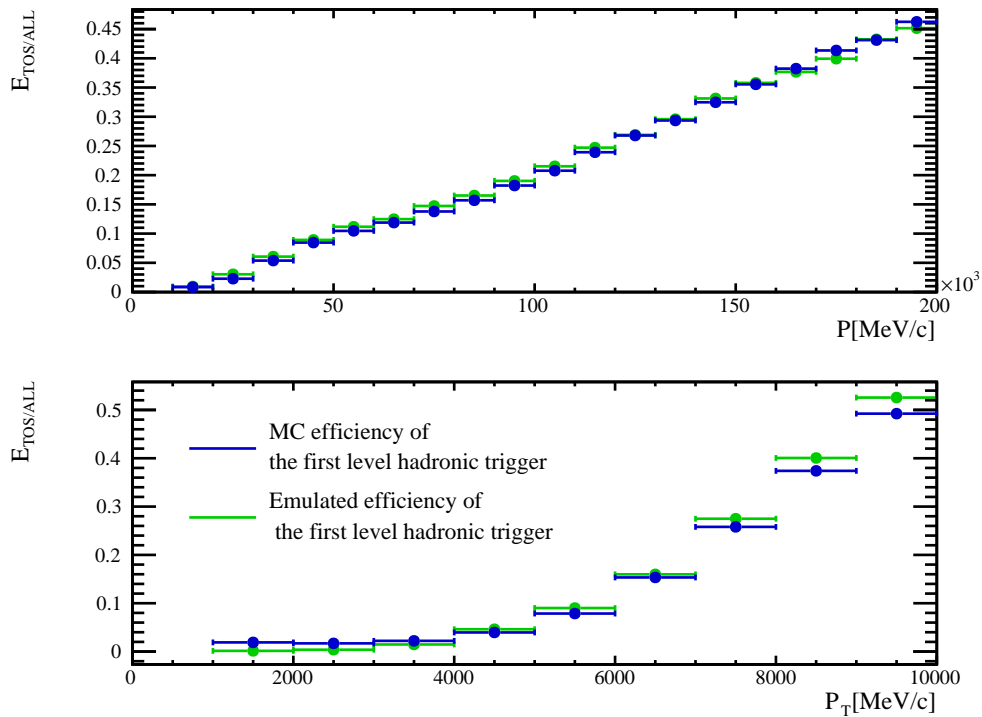 E_TOS/ALL
0.45
0.4
0.35
0.3
0.25
0.2
0.15
0.1
0.05
0
0 50 100 150 200
×10³
P[MeV/c]
E_TOS/ALL
0.5
0.4
0.3
0.2
0.1
0
MC efficiency of
the first level hadronic trigger
Emulated efficiency of
the first level hadronic trigger
0 2000 4000 6000 8000 10000
P_T[MeV/c]